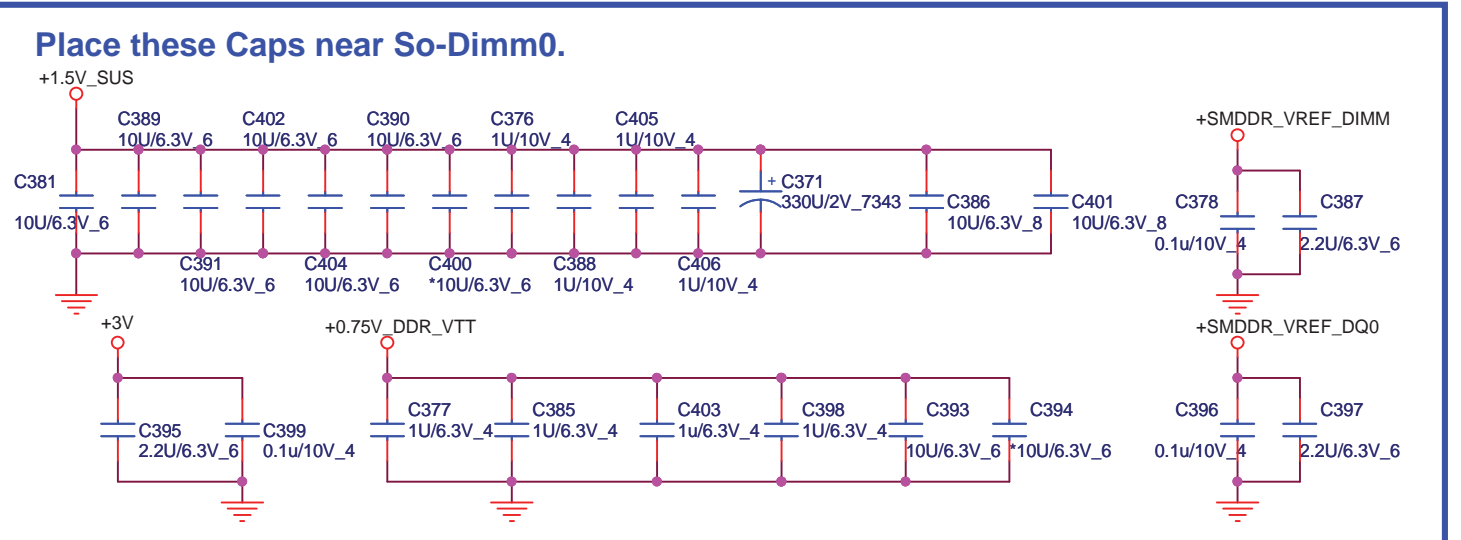 Place these Caps near So-Dimm0.
+1.5V_SUS
C389
10U/6.3V_6
C402
10U/6.3V_6
C390
10U/6.3V_6
C376
1U/10V_4
C405
1U/10V_4
C381
10U/6.3V_6
+
C371
330U/2V_7343
C386
10U/6.3V_8
C401
10U/6.3V_8
C391
10U/6.3V_6
C404
10U/6.3V_6
C400
*10U/6.3V_6
C388
1U/10V_4
C406
1U/10V_4
+SMDDR_VREF_DIMM
C378
0.1u/10V_4
C387
2.2U/6.3V_6
+3V
C395
2.2U/6.3V_6
C399
0.1u/10V_4
+0.75V_DDR_VTT
C377
1U/6.3V_4
C385
1U/6.3V_4
C403
1u/6.3V_4
C398
1U/6.3V_4
C393
10U/6.3V_6
C394
*10U/6.3V_6
+SMDDR_VREF_DQ0
C396
0.1u/10V_4
C397
2.2U/6.3V_6